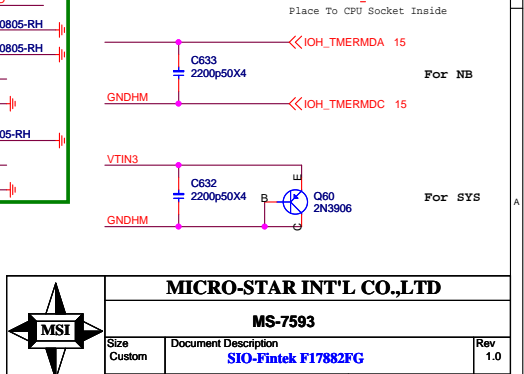 Place To CPU Socket Inside
0805-RH
0805-RH
IOH_TMERMDA 15
C633
2200p50X4
For NB
GNDHM
IOH_TMERMDC 15
05-RH
VTIN3
E
C632
2200p50X4
B
Q60
2N3906
For SYS
A
GNDHM
C
MICRO-STAR INT'L CO.,LTD
MSI
MS-7593
Size
Custom
Document Description
SIO-Fintek F17882FG
Rev
1.0